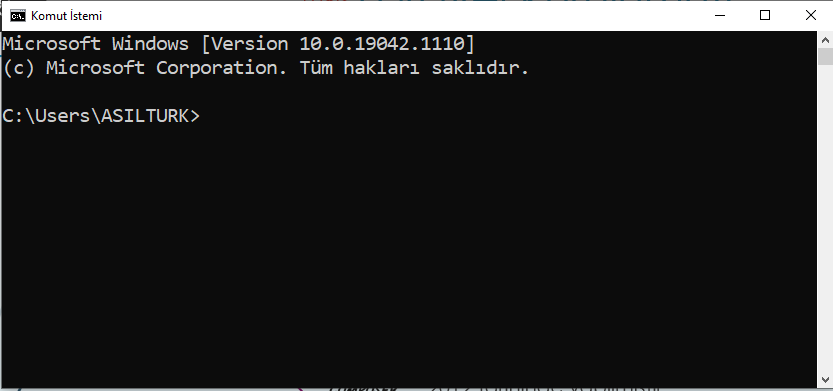 Komut İstemi
Microsoft Windows [Version 10.0.19042.1110]
(c) Microsoft Corporation. Tüm hakları saklıdır.
C:\Users\ASILTURK>